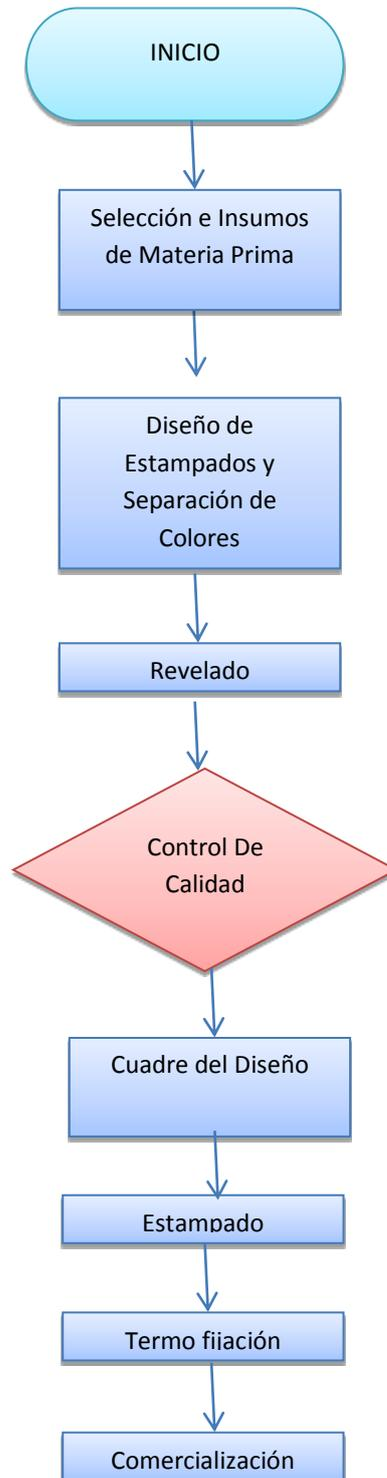 INICIO
Selección e Insumos
de Materia Prima
Diseño de
Estampados y
Separación de
Colores
Revelado
Control De
Calidad
Cuadre del Diseño
Estampado
Termo fijación
Comercialización